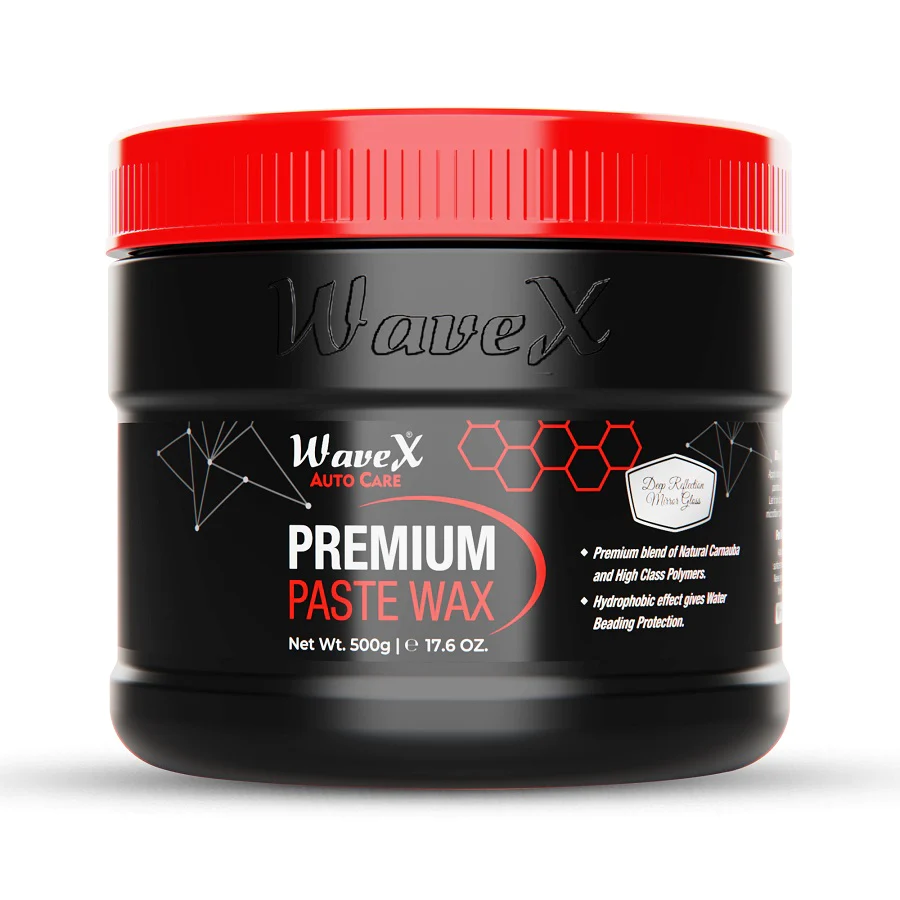 WaveX
WaveX®
AUTO CARE
Deep Reflection
Mirror Gloss
PREMIUM
PASTE WAX
Net Wt. 500g | ℮ 17.6 OZ.
Premium blend of Natural Carnauba
and High Class Polymers.
Hydrophobic effect gives Water
Beading Protection.